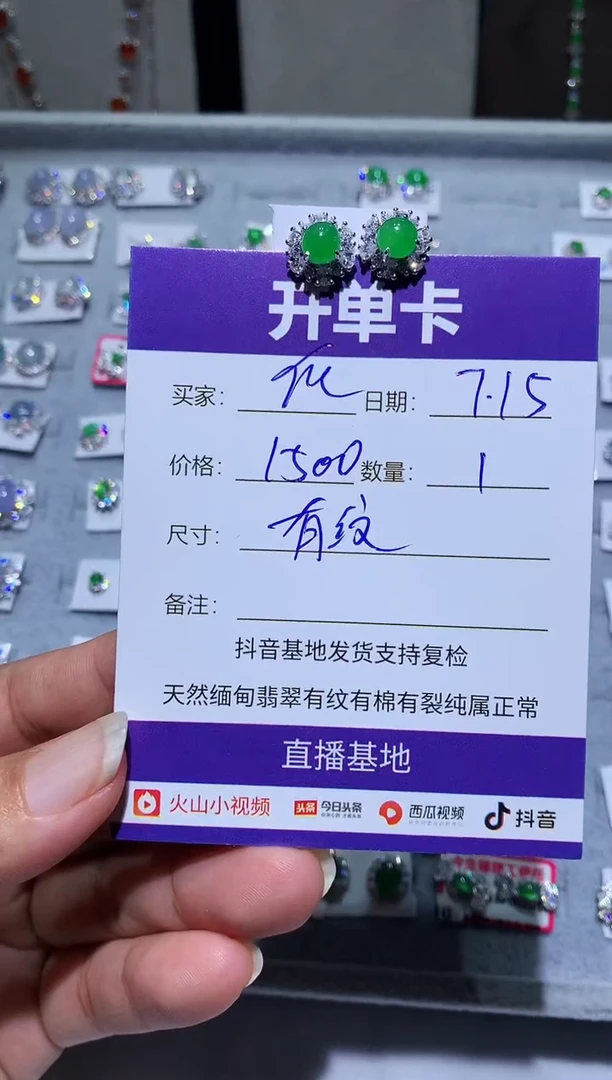 开单卡
买家: 日期: 7.15
价格: 1500 数量: 1
尺寸: 有纹
备注:
抖音基地发货支持复检
天然缅甸翡翠有纹有棉有裂纯属正常
直播基地
火山小视频 头条 今日头条 西瓜视频 抖音